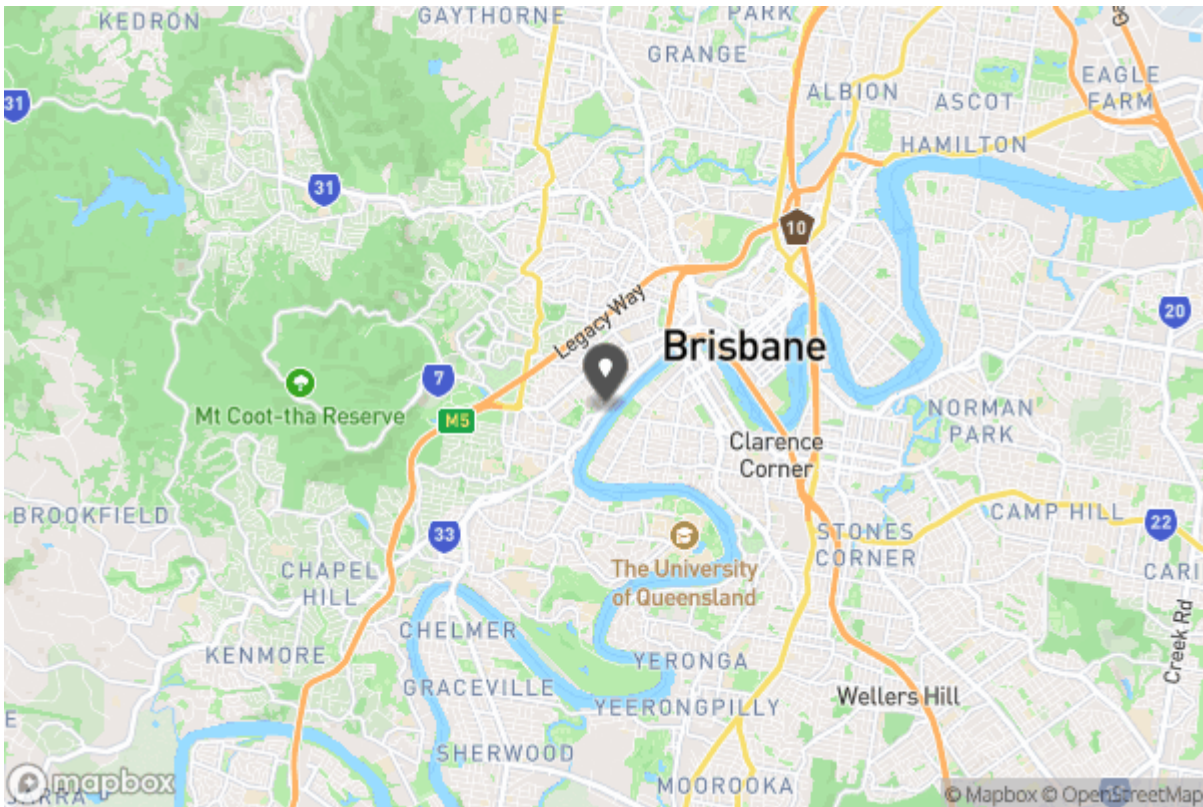 KEDRON
GAYTHORNE
PARK
GRANGE
ALBION
ASCOT
EAGLE
FARM
HAMILTON
31
31
10
20
Legacy Way
Brisbane
7
Mt Coot-tha Reserve
M5
NORMAN
PARK
Clarence
Corner
BROOKFIELD
33
CAMP HILL
22
STONES
CORNER
The University
of Queensland
CHAPEL
HILL
CARI
CHELMER
KENMORE
YERONGA
Creek Rd
GRACEVILLE
YEERONGPILLY
Wellers Hill
SHERWOOD
MOOROOKA
mapbox
© Mapbox © OpenStreetMap